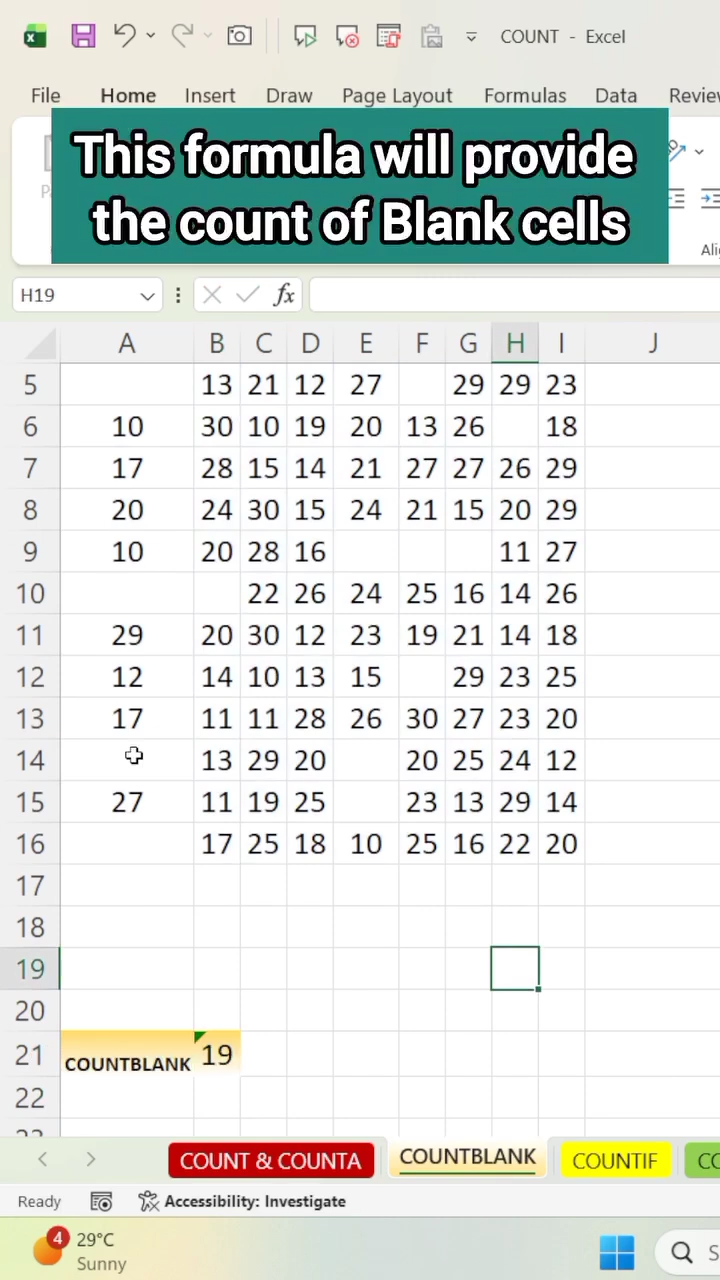 COUNT - Excel
File Home Insert Draw Page Layout Formulas Data Review
This formula will provide
the count of Blank cells
H19 fx
A B C D E F G H I J
5 13 21 12 27 29 29 23
6 10 30 10 19 20 13 26 18
7 17 28 15 14 21 27 27 26 29
8 20 24 30 15 24 21 15 20 29
9 10 20 28 16 11 27
10 22 26 24 25 16 14 26
11 29 20 30 12 23 19 21 14 18
12 12 14 10 13 15 29 23 25
13 17 11 11 28 26 30 27 23 20
14 13 29 20 20 25 24 12
15 27 11 19 25 23 13 29 14
16 17 25 18 10 25 16 22 20
17
18
19
20
21 COUNTBLANK 19
22
COUNT & COUNTA COUNTBLANK COUNTIF
Ready Accessibility: Investigate
4 29°C
Sunny